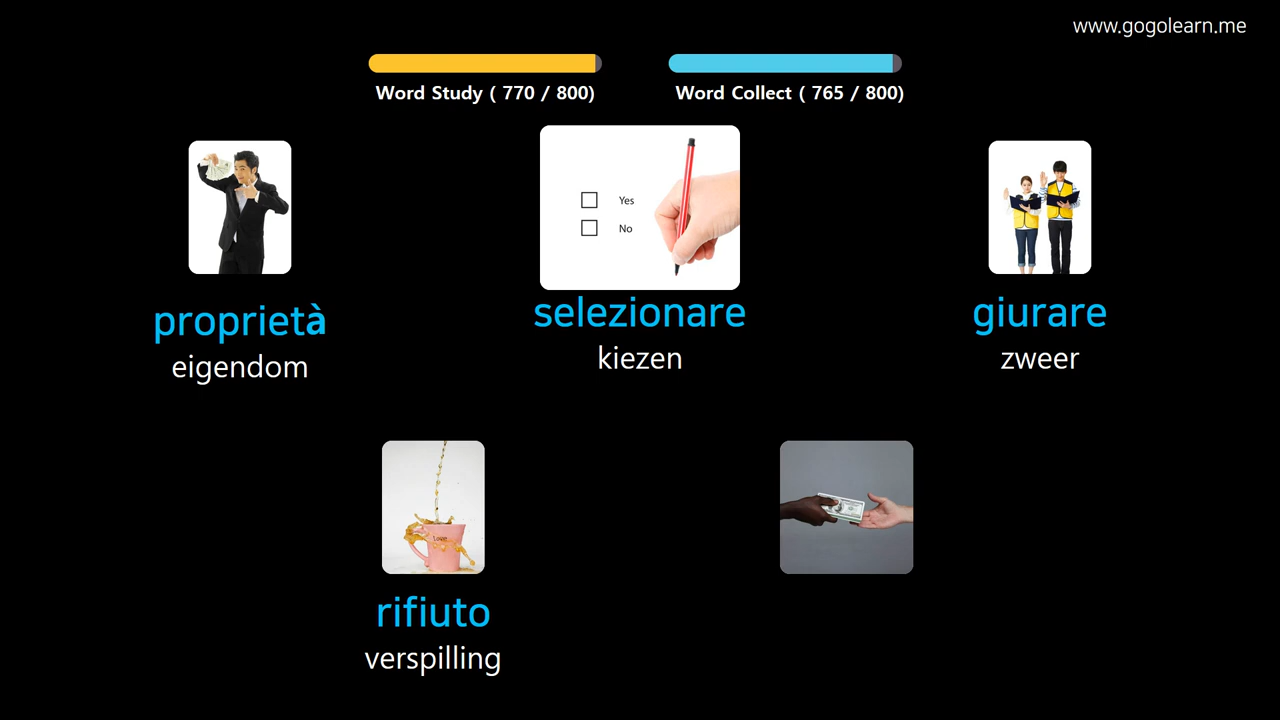 www.gogolearn.me
Word Study ( 770 / 800)
Word Collect ( 765 / 800)
Yes
No
proprietà
eigendom
selezionare
kiezen
giurare
zweer
love
rifiuto
verspilling